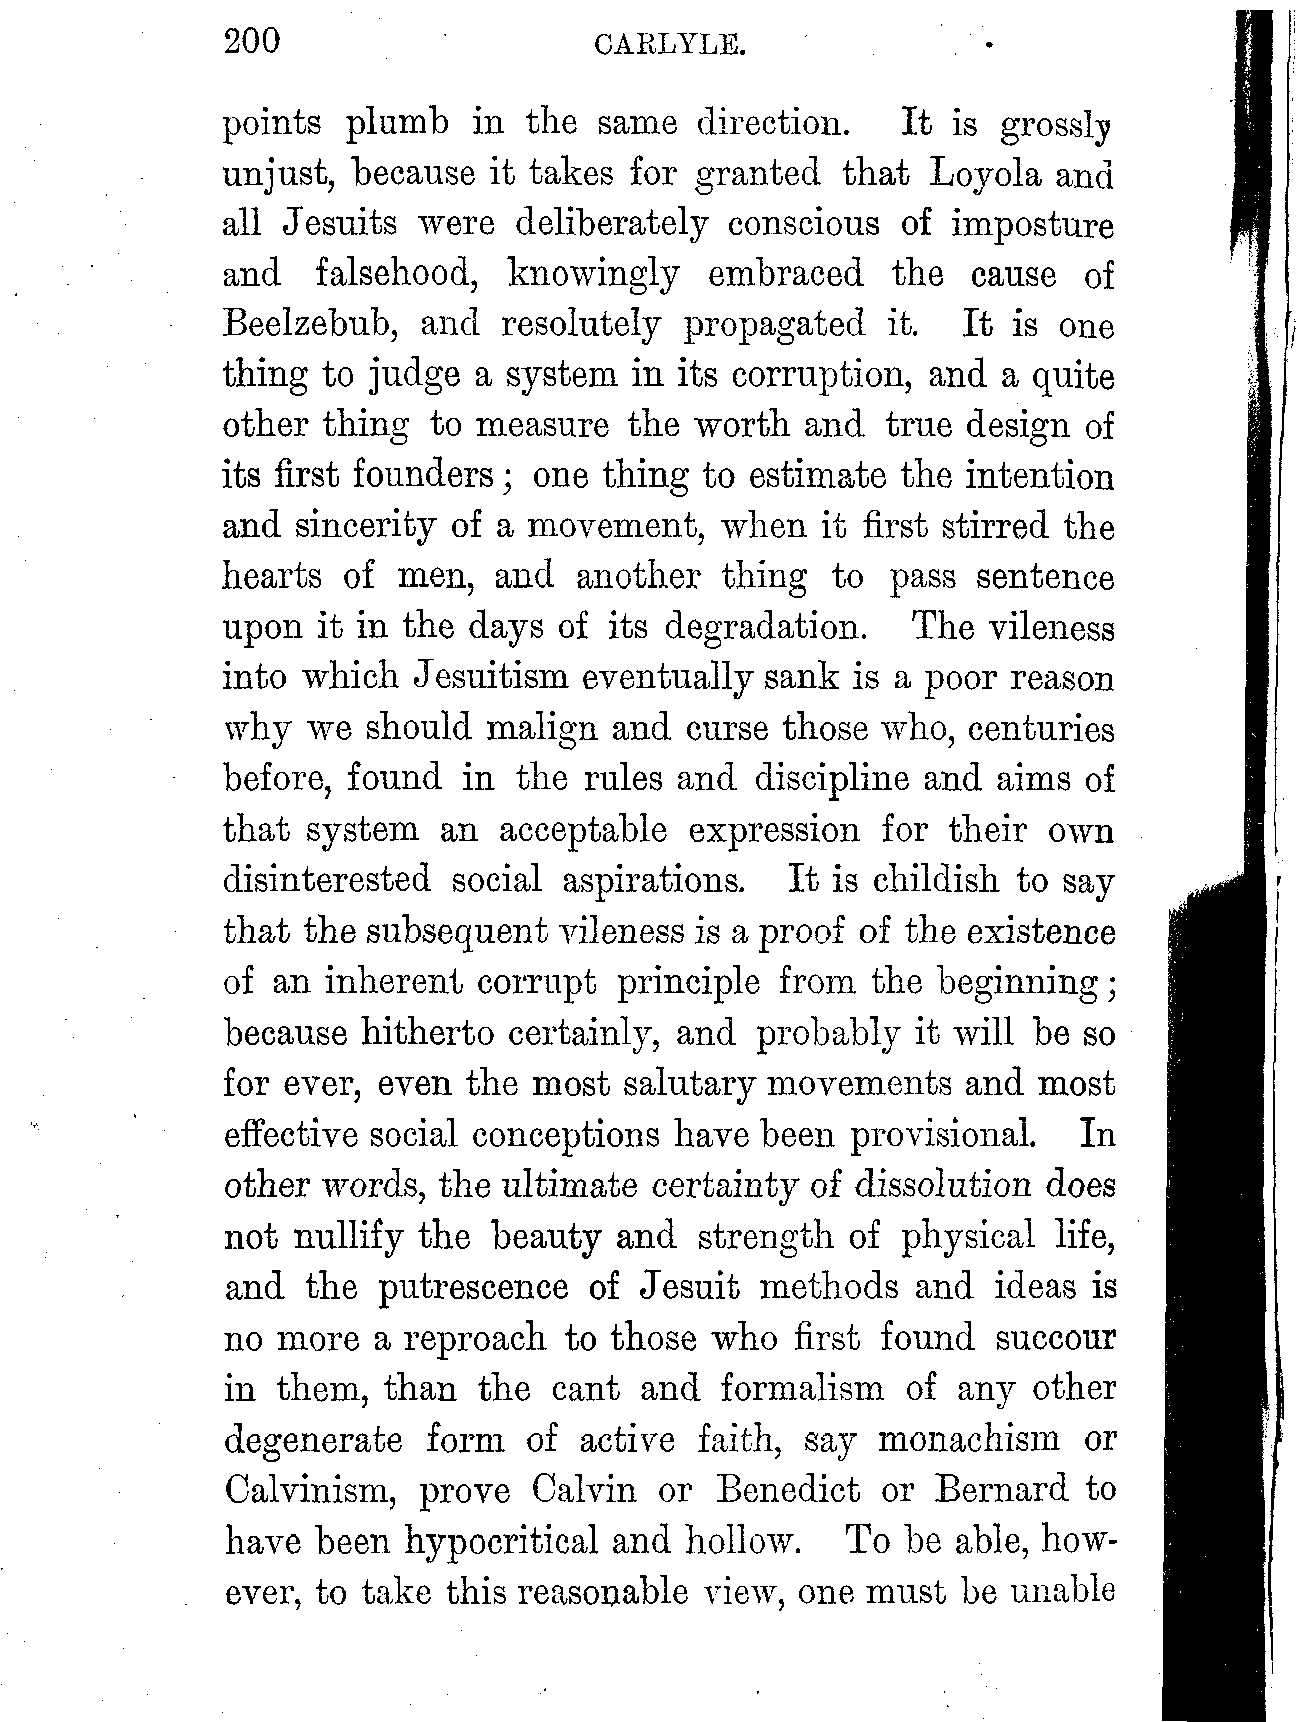 200 CARLYLE.
points plumb in the same direction. It is grossly
unjust, because it takes for granted that Loyola and
all Jesuits were deliberately conscious of imposture
and falsehood, knowingly embraced the cause of
Beelzebub, and resolutely propagated it. It is one
thing to judge a system in its corruption, and a quite
other thing to measure the worth and true design of
its first founders; one thing to estimate the intention
and sincerity of a movement, when it first stirred the
hearts of men, and another thing to pass sentence
upon it in the days of its degradation. The vileness
into which Jesuitism eventually sank is a poor reason
why we should malign and curse those who, centuries
before, found in the rules and discipline and aims of
that system an acceptable expression for their own
disinterested social aspirations. It is childish to say
that the subsequent vileness is a proof of the existence
of an inherent corrupt principle from the beginning;
because hitherto certainly, and probably it will be so
for ever, even the most salutary movements and most
effective social conceptions have been provisional. In
other words, the ultimate certainty of dissolution does
not nullify the beauty and strength of physical life,
and the putrescence of Jesuit methods and ideas is
no more a reproach to those who first found succour
in them, than the cant and formalism of any other
degenerate form of active faith, say monachism or
Calvinism, prove Calvin or Benedict or Bernard to
have been hypocritical and hollow. To be able, how-
ever, to take this reasonable view, one must be unable